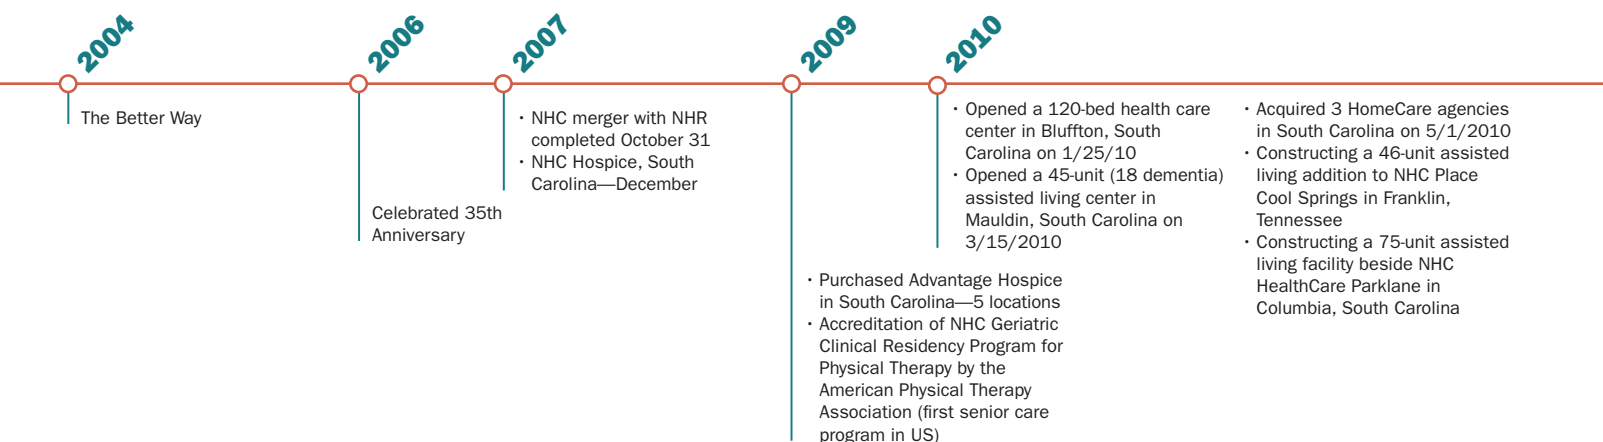 2004
The Better Way
2006
Celebrated 35th
Anniversary
2007
· NHC merger with NHR
completed October 31
· NHC Hospice, South
Carolina—December
2009
· Purchased Advantage Hospice
in South Carolina—5 locations
· Accreditation of NHC Geriatric
Clinical Residency Program for
Physical Therapy by the
American Physical Therapy
Association (first senior care
program in US)
2010
· Opened a 120-bed health care
center in Bluffton, South
Carolina on 1/25/10
· Opened a 45-unit (18 dementia)
assisted living center in
Mauldin, South Carolina on
3/15/2010
· Acquired 3 HomeCare agencies
in South Carolina on 5/1/2010
· Constructing a 46-unit assisted
living addition to NHC Place
Cool Springs in Franklin,
Tennessee
· Constructing a 75-unit assisted
living facility beside NHC
HealthCare Parklane in
Columbia, South Carolina